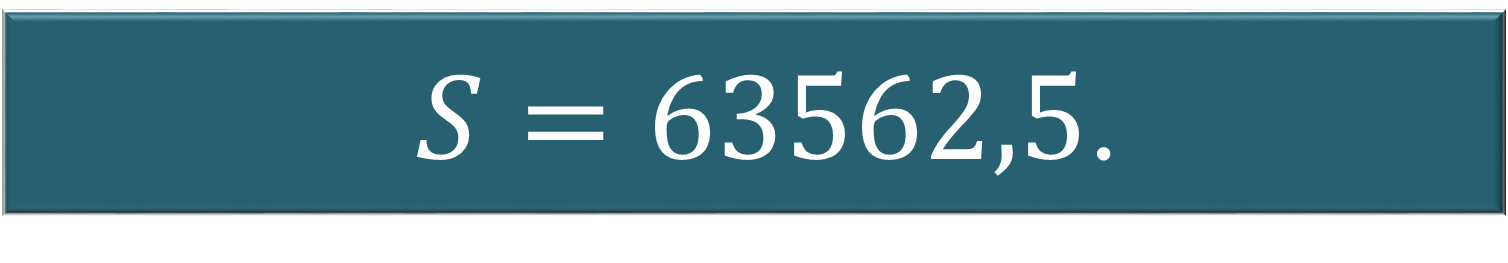 S = 63562,5.